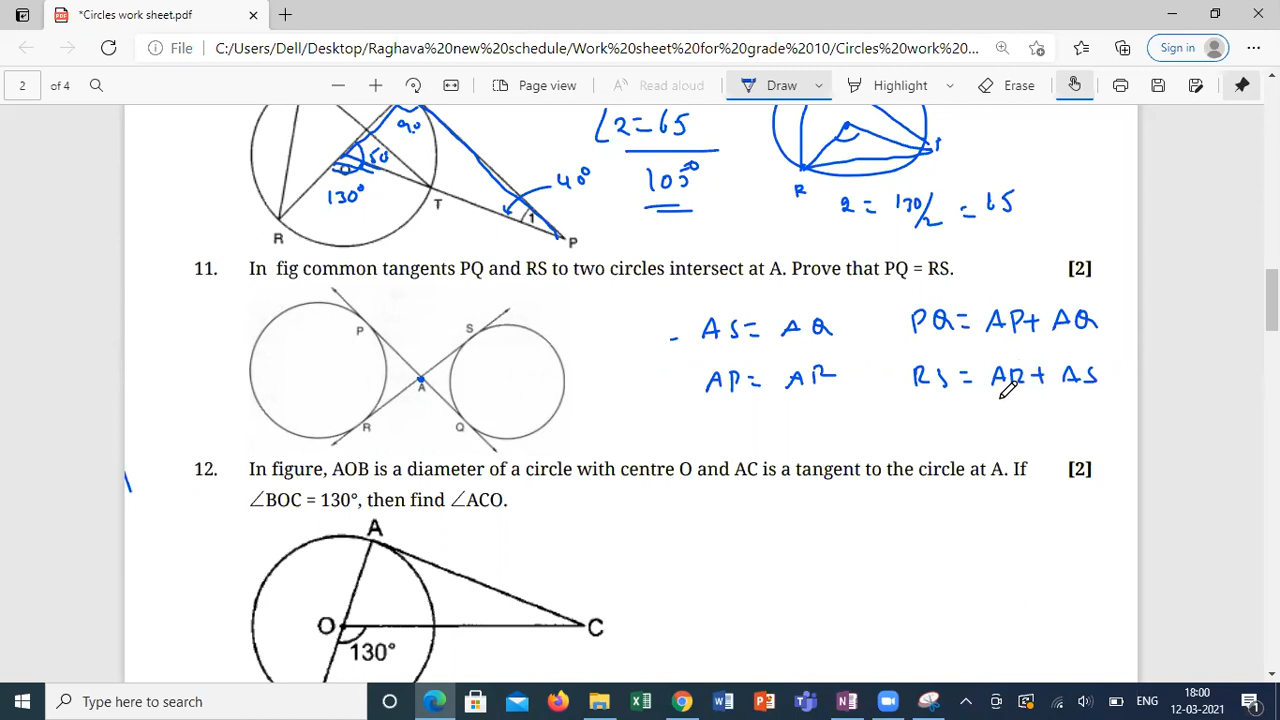 *Circles work sheet.pdf
File
C:/Users/Dell/Desktop/Raghava%20new%20schedule/Work%20sheet%20for%20grade%2010/Circles%20work%20...
Sign in
2 of 4
Page view
Read aloud
Draw
Highlight
Erase
90
50
O
130°
T
R
1
P
40°
∠2 = 65
105°
R
2 = 130/2 = 65
11. In fig common tangents PQ and RS to two circles intersect at A. Prove that PQ = RS. [2]
P
S
A
R
Q
- AS = AQ
PQ = AP + AQ
AP = AR
RS = AR + AS
12. In figure, AOB is a diameter of a circle with centre O and AC is a tangent to the circle at A. If [2]
∠BOC = 130°, then find ∠ACO.
A
O
C
130°
Type here to search
ENG
18:00
12-03-2021